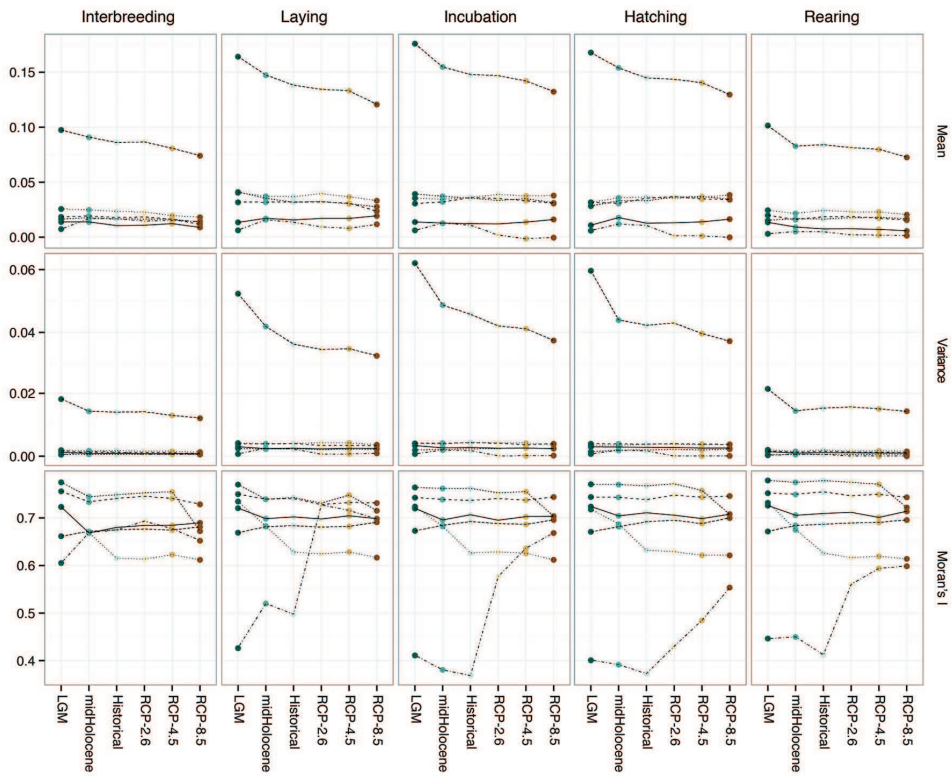 Interbreeding Laying Incubation Hatching Rearing
0.15
0.10
0.05
0.00
Mean
0.06
0.04
0.02
0.00
Variance
0.7
0.6
0.5
0.4
Moran's I
LGM midHolocene Historical RCP-2.6 RCP-4.5 RCP-8.5 LGM midHolocene Historical RCP-2.6 RCP-4.5 RCP-8.5 LGM midHolocene Historical RCP-2.6 RCP-4.5 RCP-8.5 LGM midHolocene Historical RCP-2.6 RCP-4.5 RCP-8.5 LGM midHolocene Historical RCP-2.6 RCP-4.5 RCP-8.5